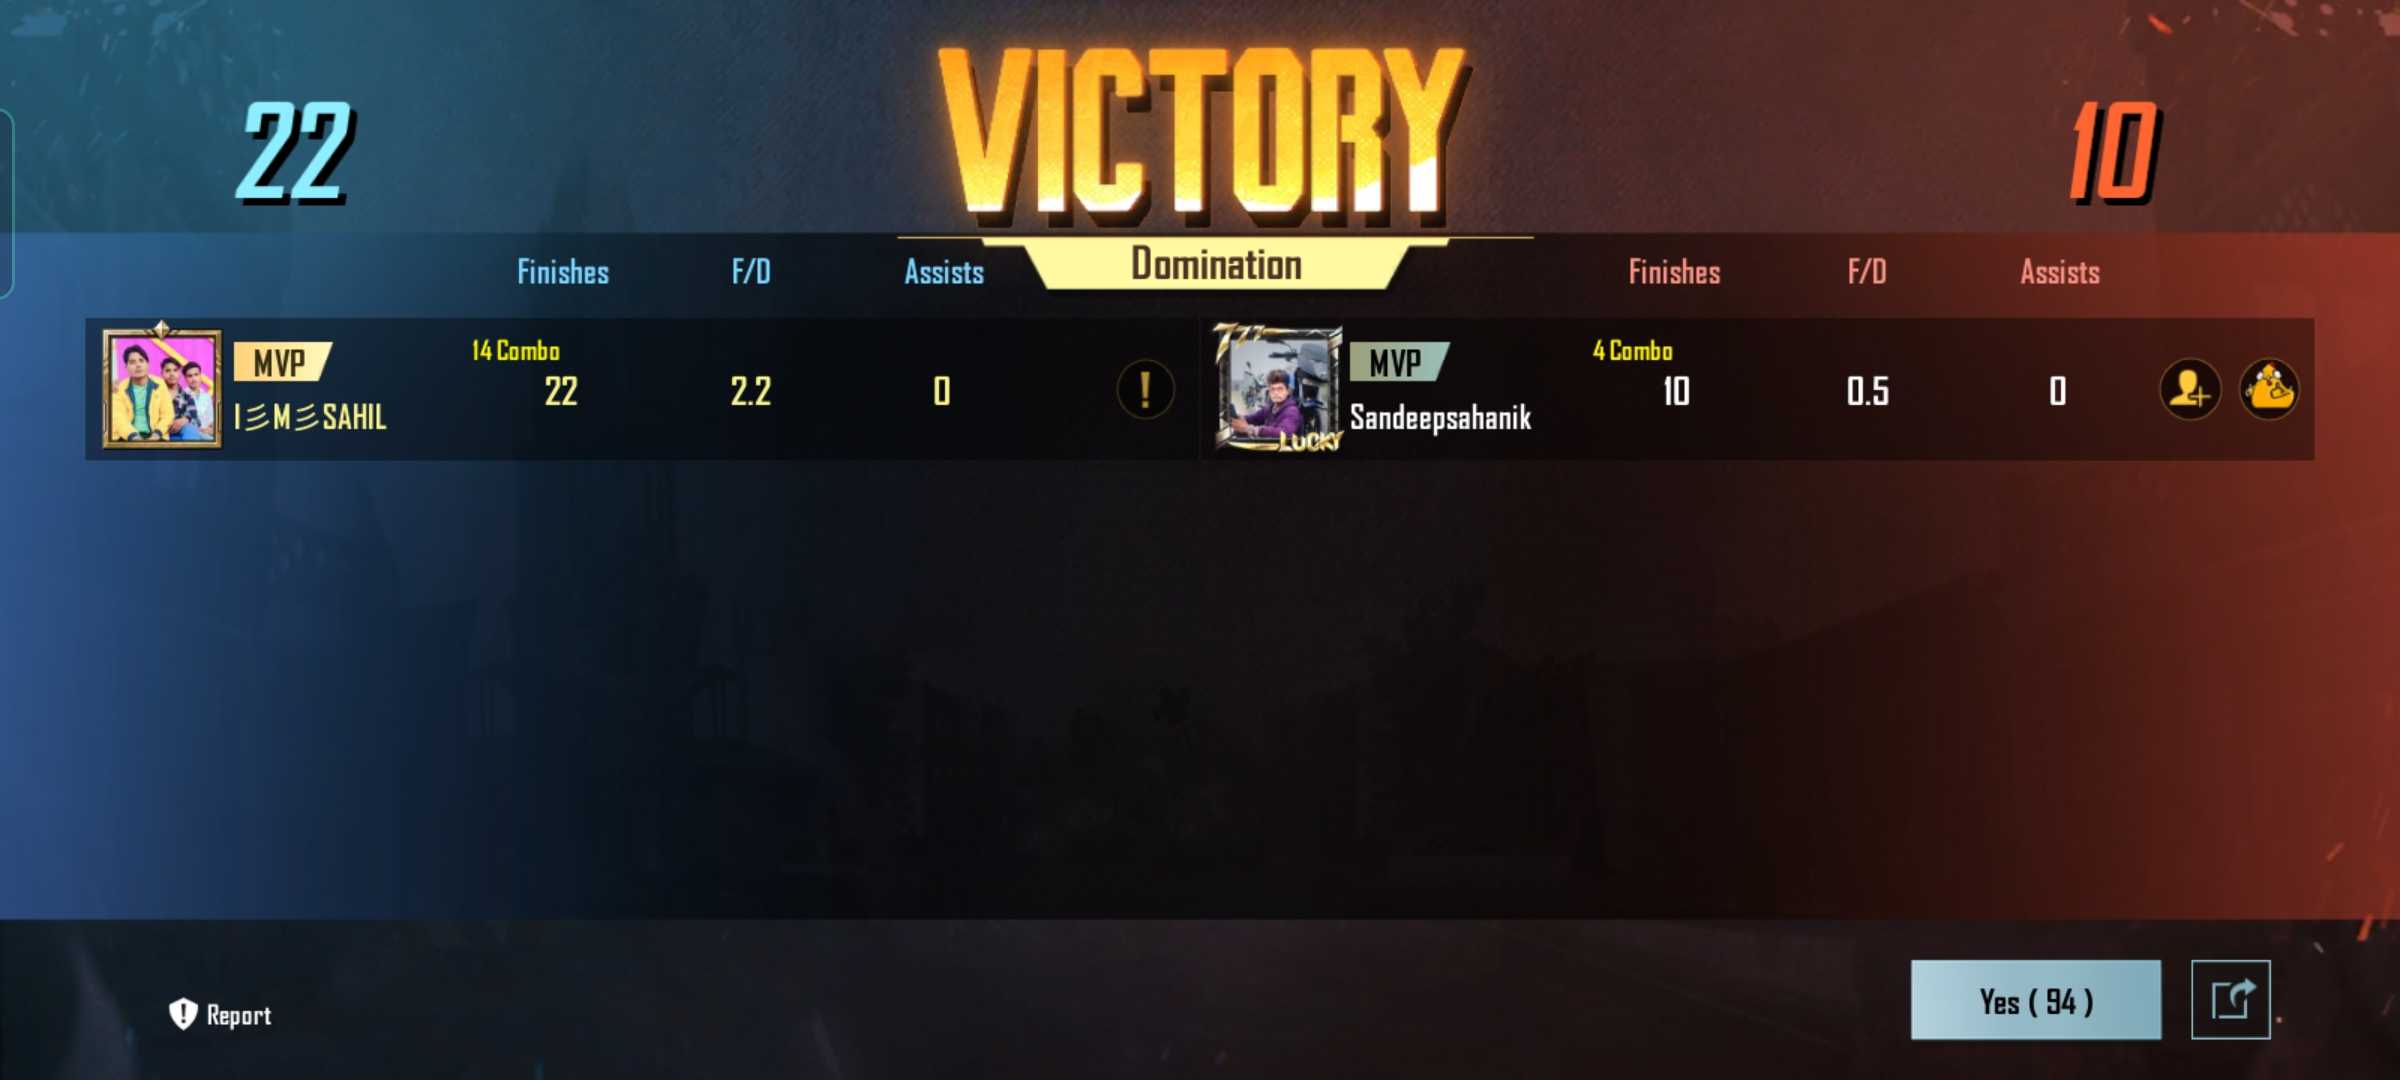 VICTORY
22
10
Domination
Finishes F/D Assists
Finishes F/D Assists
MVP
I彡M彡SAHIL
14 Combo
22 2.2 0
777
LUCKY
MVP
Sandeepsahanik
4 Combo
10 0.5 0
Report
Yes ( 94 )